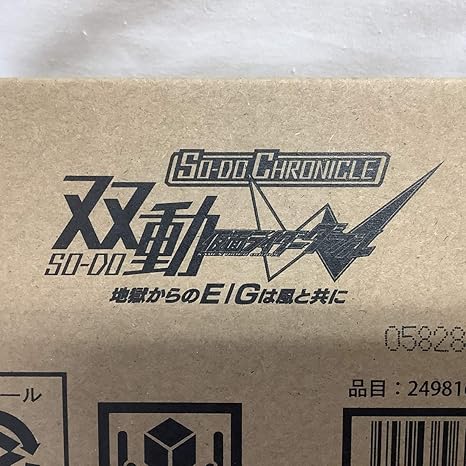 SO-DO CHRONICLE
双動
SO-DO
仮面ライダーW
地獄からのE/Gは風と共に
05828
ール
品目：24981